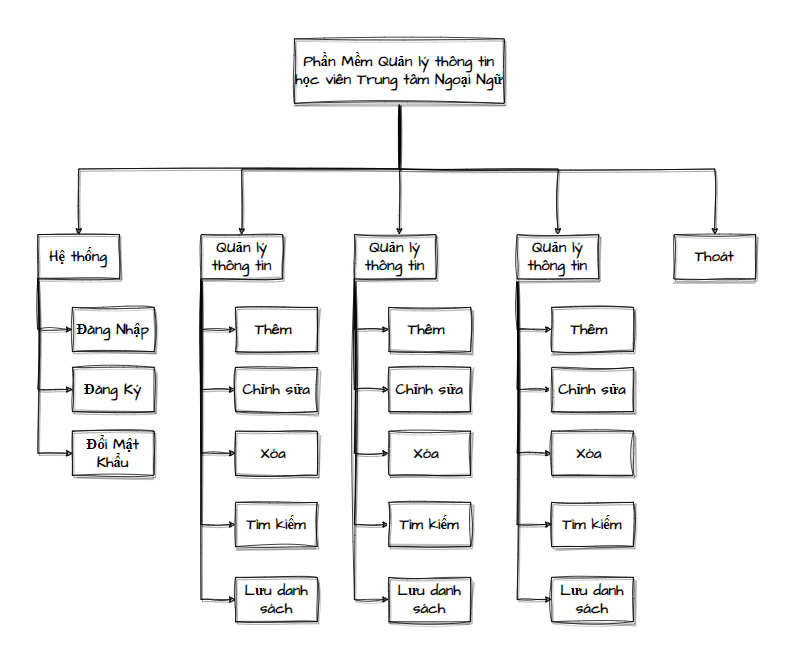 Phần Mềm Quản lý thông tin
học viên Trung tâm Ngoại Ngữ
Hệ thống
Quản lý
thông tin
Quản lý
thông tin
Quản lý
thông tin
Thoát
Đăng Nhập
Đăng Ký
Đổi Mật
Khẩu
Thêm
Chỉnh sữa
Xóa
Tìm kiếm
Lưu danh
sách
Thêm
Chỉnh sữa
Xóa
Tìm kiếm
Lưu danh
sách
Thêm
Chỉnh sữa
Xóa
Tìm kiếm
Lưu danh
sách